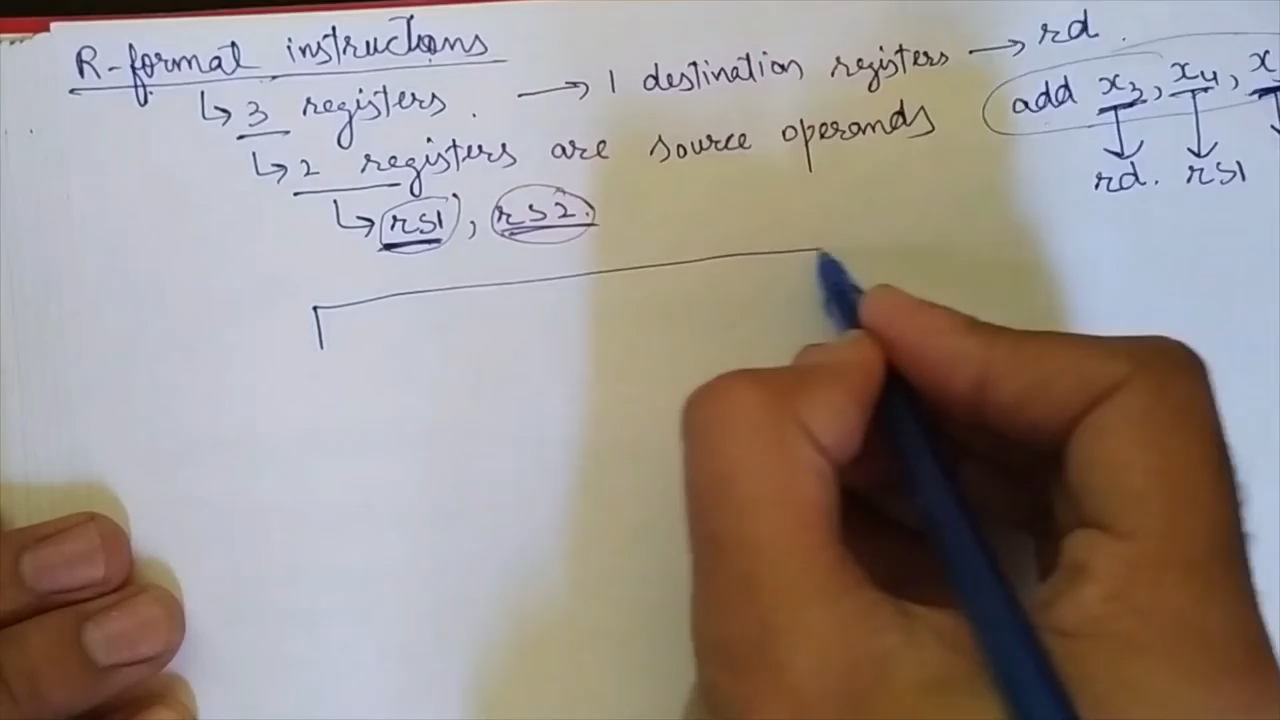 R-format instructions
↳ 3 registers. → 1 destination registers → rd.
↳ 2 registers are source operands
↳ rs1, rs2.
add x3, x4, x
rd. rs1